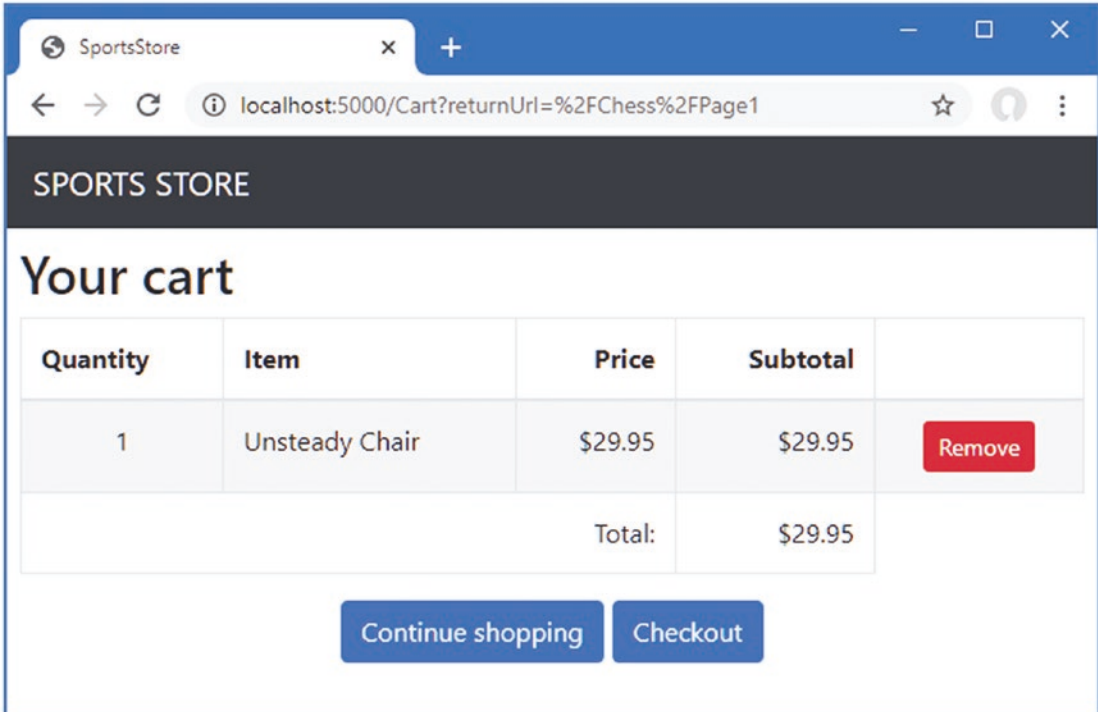 SportsStore
localhost:5000/Cart?returnUrl=%2FChess%2FPage1
SPORTS STORE
Your cart
Quantity Item Price Subtotal
1 Unsteady Chair $29.95 $29.95 Remove
Total: $29.95
Continue shopping Checkout